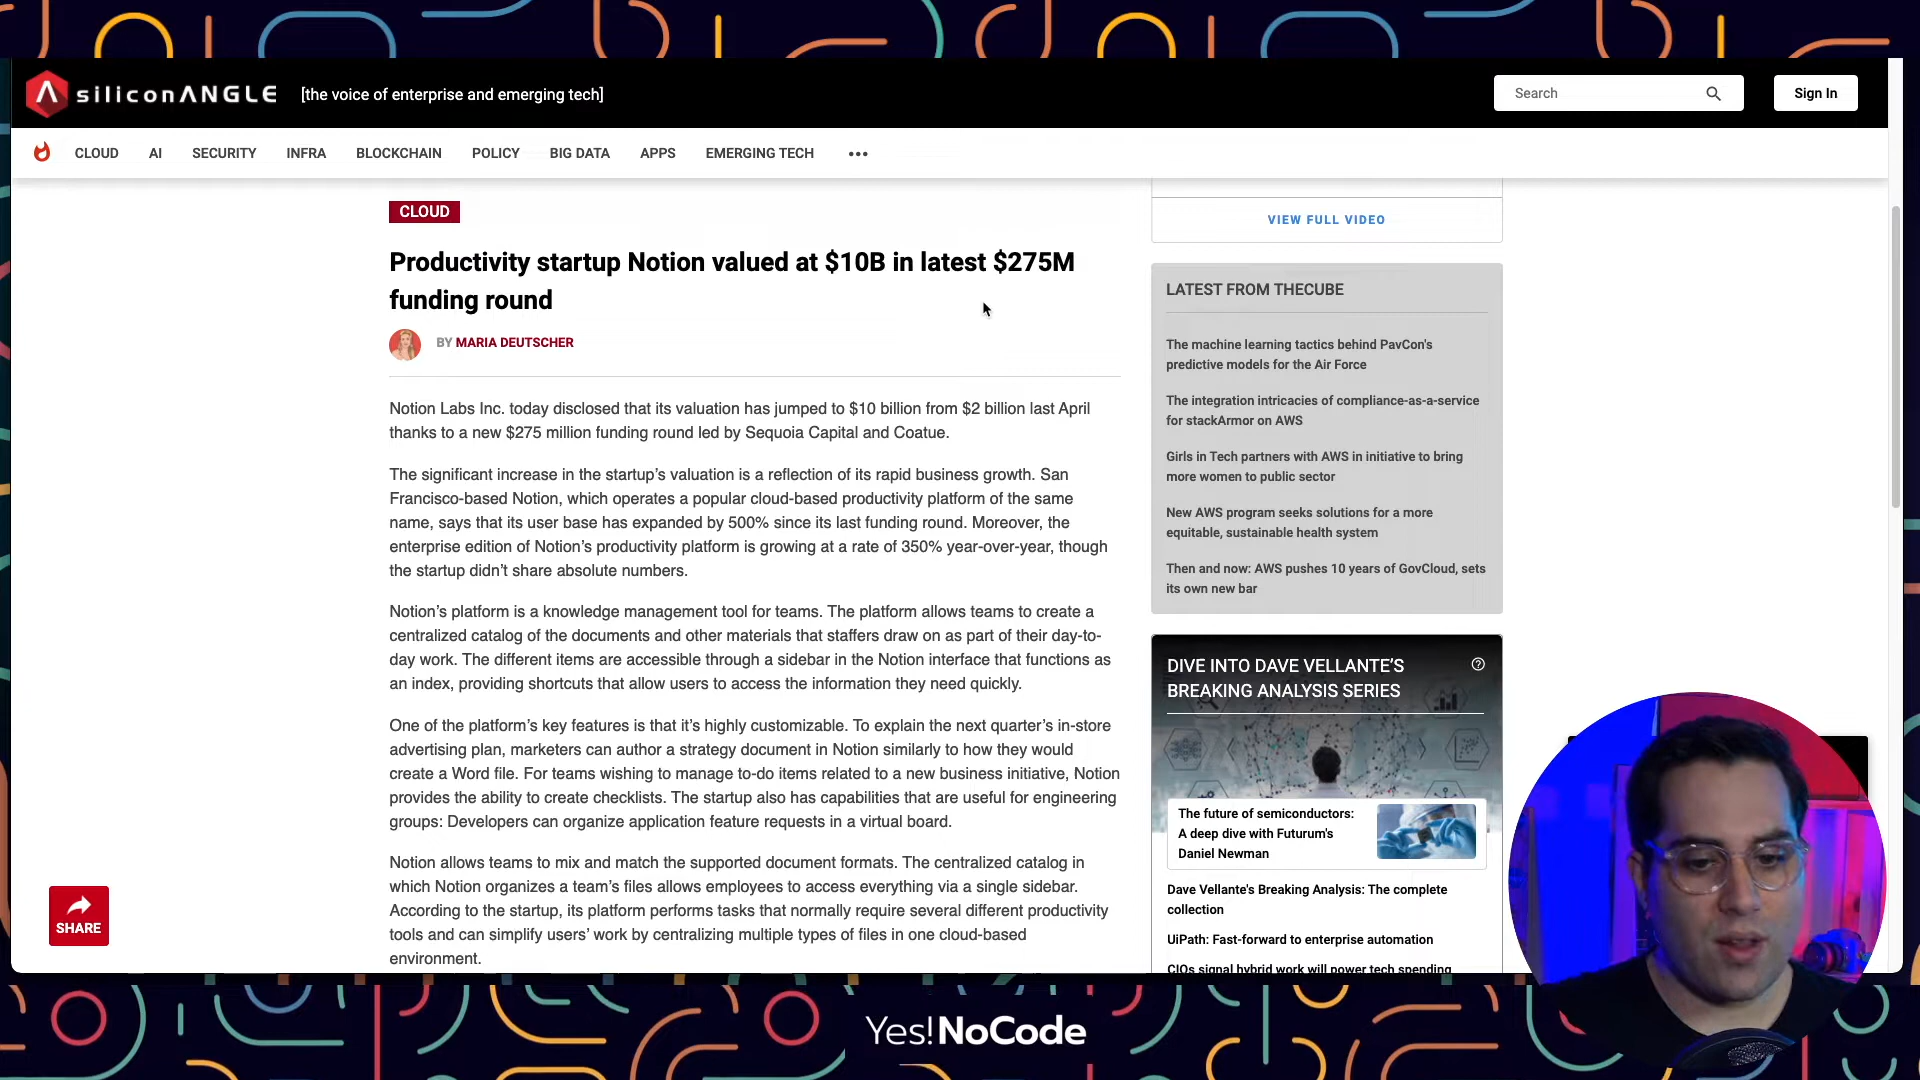 siliconANGLE
[the voice of enterprise and emerging tech]
Search
Sign In
CLOUD
AI
SECURITY
INFRA
BLOCKCHAIN
POLICY
BIG DATA
APPS
EMERGING TECH
CLOUD
Productivity startup Notion valued at $10B in latest $275M
funding round
BY MARIA DEUTSCHER
Notion Labs Inc. today disclosed that its valuation has jumped to $10 billion from $2 billion last April
thanks to a new $275 million funding round led by Sequoia Capital and Coatue.
The significant increase in the startup’s valuation is a reflection of its rapid business growth. San
Francisco-based Notion, which operates a popular cloud-based productivity platform of the same
name, says that its user base has expanded by 500% since its last funding round. Moreover, the
enterprise edition of Notion’s productivity platform is growing at a rate of 350% year-over-year, though
the startup didn’t share absolute numbers.
Notion’s platform is a knowledge management tool for teams. The platform allows teams to create a
centralized catalog of the documents and other materials that staffers draw on as part of their day-to-
day work. The different items are accessible through a sidebar in the Notion interface that functions as
an index, providing shortcuts that allow users to access the information they need quickly.
One of the platform’s key features is that it’s highly customizable. To explain the next quarter’s in-store
advertising plan, marketers can author a strategy document in Notion similarly to how they would
create a Word file. For teams wishing to manage to-do items related to a new business initiative, Notion
provides the ability to create checklists. The startup also has capabilities that are useful for engineering
groups: Developers can organize application feature requests in a virtual board.
Notion allows teams to mix and match the supported document formats. The centralized catalog in
which Notion organizes a team’s files allows employees to access everything via a single sidebar.
According to the startup, its platform performs tasks that normally require several different productivity
tools and can simplify users’ work by centralizing multiple types of files in one cloud-based
environment.
SHARE
VIEW FULL VIDEO
LATEST FROM THECUBE
The machine learning tactics behind PavCon's
predictive models for the Air Force
The integration intricacies of compliance-as-a-service
for stackArmor on AWS
Girls in Tech partners with AWS in initiative to bring
more women to public sector
New AWS program seeks solutions for a more
equitable, sustainable health system
Then and now: AWS pushes 10 years of GovCloud, sets
its own new bar
DIVE INTO DAVE VELLANTE’S
BREAKING ANALYSIS SERIES
The future of semiconductors:
A deep dive with Futurum's
Daniel Newman
Dave Vellante's Breaking Analysis: The complete
collection
UiPath: Fast-forward to enterprise automation
CIOs signal hybrid work will power tech spending
Yes!NoCode